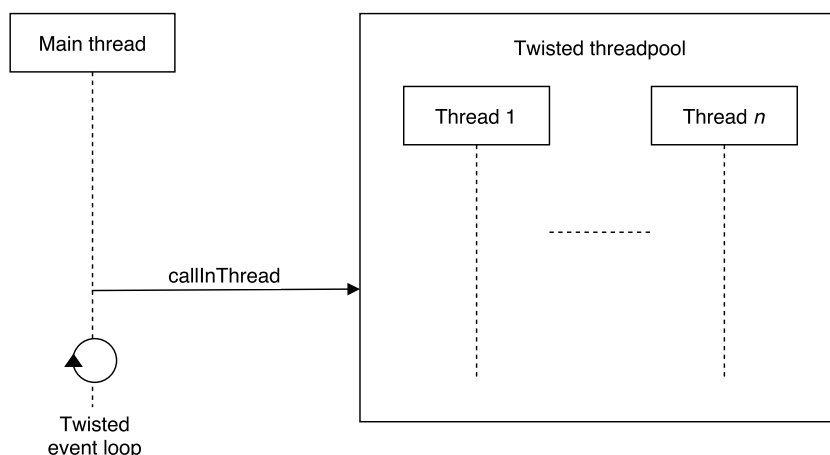 Main thread
Twisted threadpool
Thread 1
Thread n
callInThread
Twisted
event loop